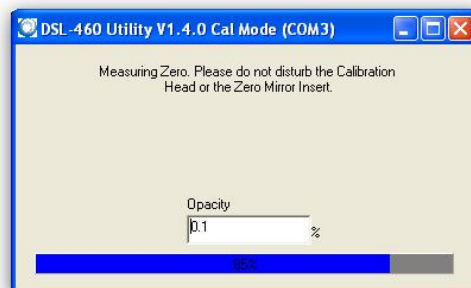 DSL-460 Utility V1.4.0 Cal Mode (COM3)
Measuring Zero. Please do not disturb the Calibration
Head or the Zero Mirror Insert.
Opacity
0.1
%
85%